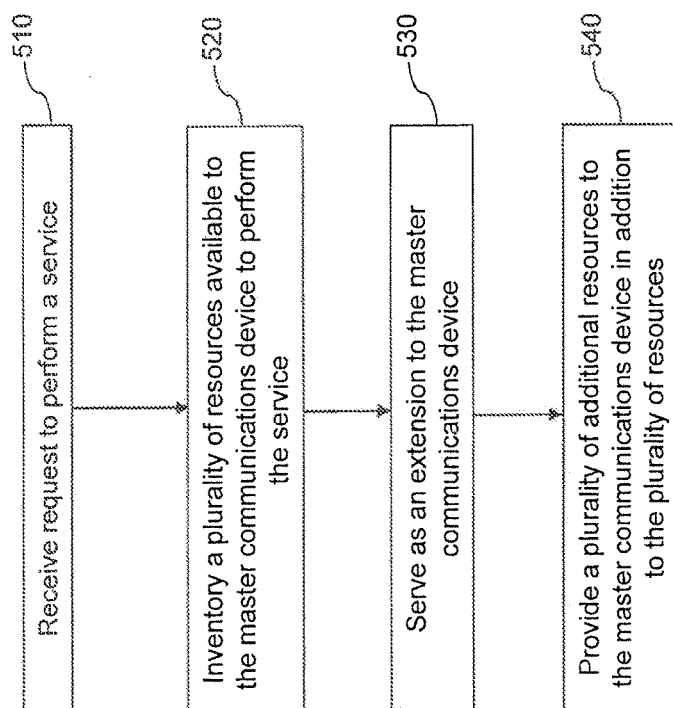 Receive request to perform a service
510
Inventory a plurality of resources available to
the master communications device to perform
the service
520
Serve as an extension to the master
communications device
530
Provide a plurality of additional resources to
the master communications device in addition
to the plurality of resources
540